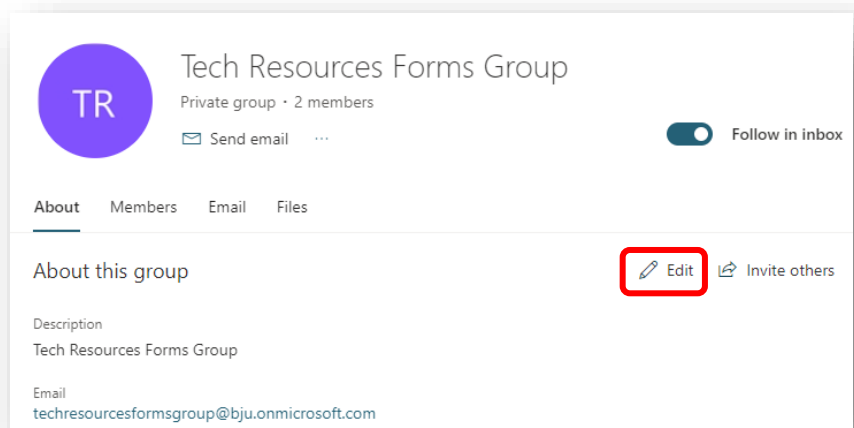 TR
Tech Resources Forms Group
Private group • 2 members
Send email ...
Follow in inbox
About Members Email Files
About this group
Edit Invite others
Description
Tech Resources Forms Group
Email
techresourcesformsgroup@bju.onmicrosoft.com